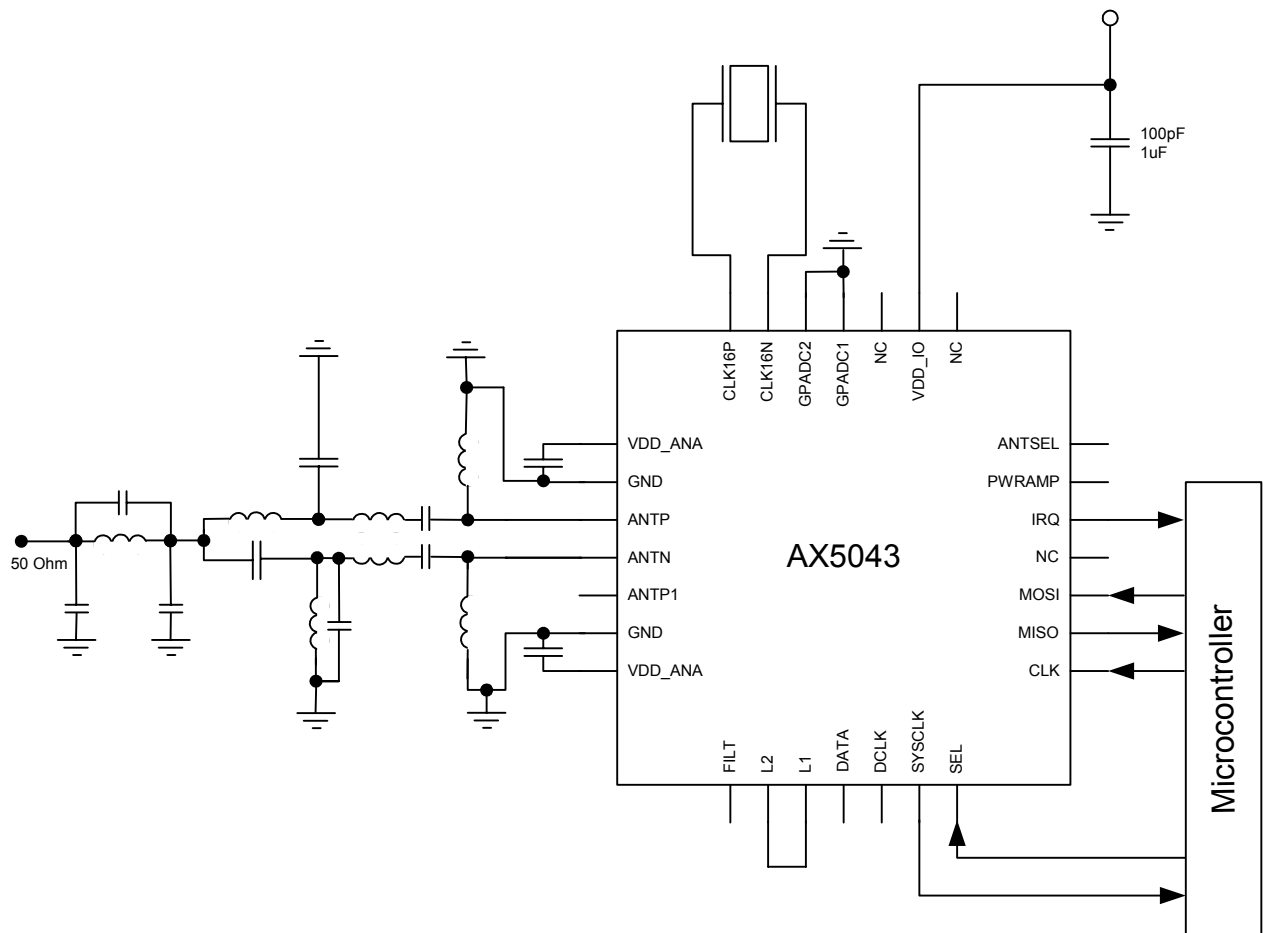 100pF
1uF
CLK16P
CLK16N
GPADC2
GPADC1
NC
VDD_IO
NC
VDD_ANA
GND
ANTP
ANTN
ANTP1
GND
VDD_ANA
50 Ohm
AX5043
ANTSEL
PWRAMP
IRQ
NC
MOSI
MISO
CLK
FILT
L2
L1
DATA
DCLK
SYSCLK
SEL
Microcontroller